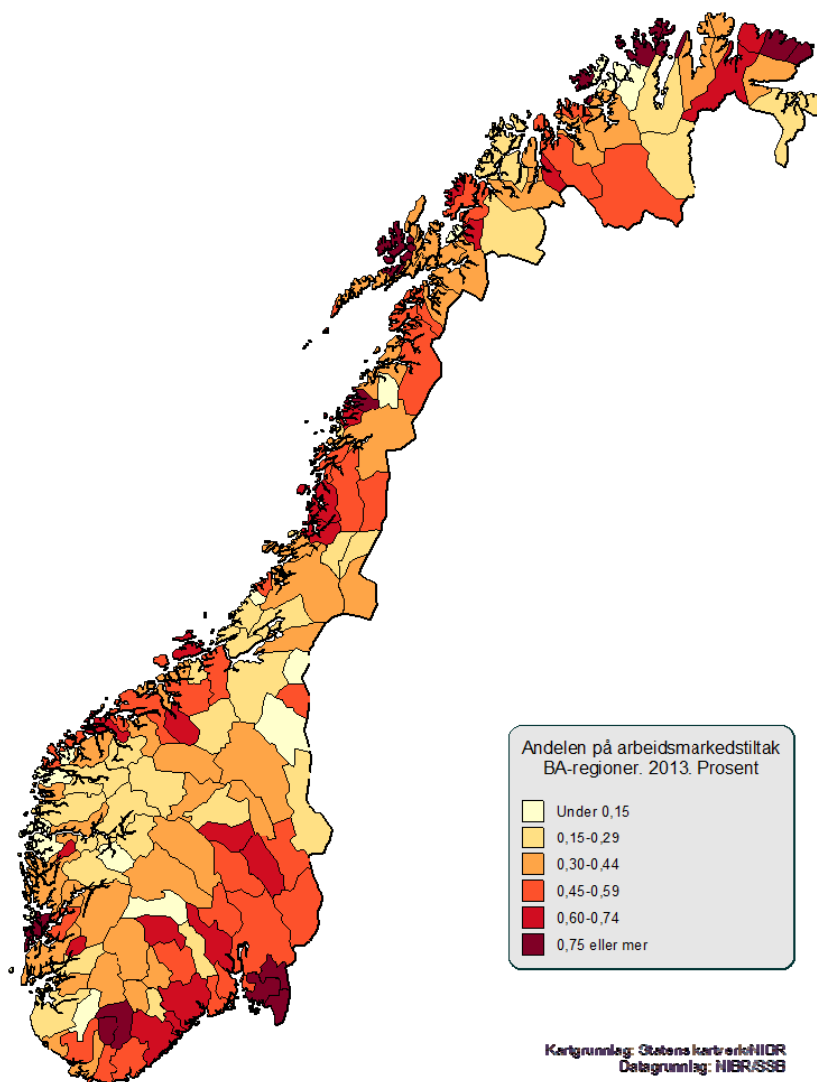 Andelen på arbeidsmarkedstiltak
BA-regioner. 2013. Prosent
Under 0,15
0,15-0,29
0,30-0,44
0,45-0,59
0,60-0,74
0,75 eller mer
Kartgrunnlag: Statens kartverk/NIBR
Datagrunnlag: NIBR/SSB